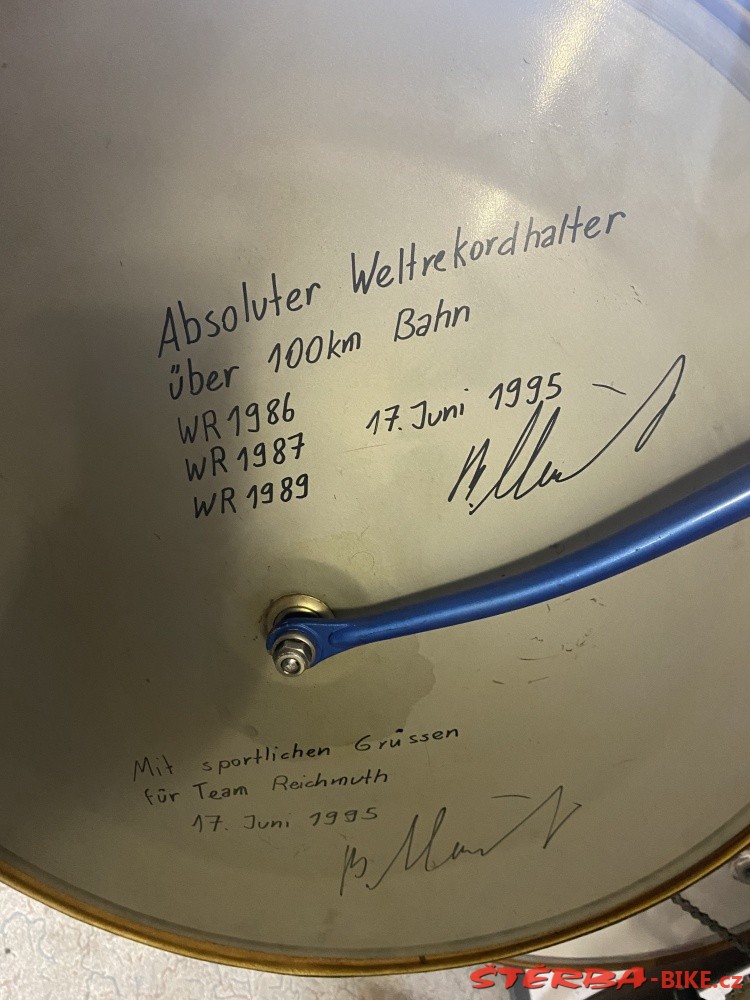 Absoluter Weltrekordhalter
über 100km Bahn
WR 1986
WR 1987
WR 1989
17. Juni 1995
Mit sportlichen Grüssen
für Team Reichmuth
17. Juni 1995
ŠTERBA-BIKE.cz